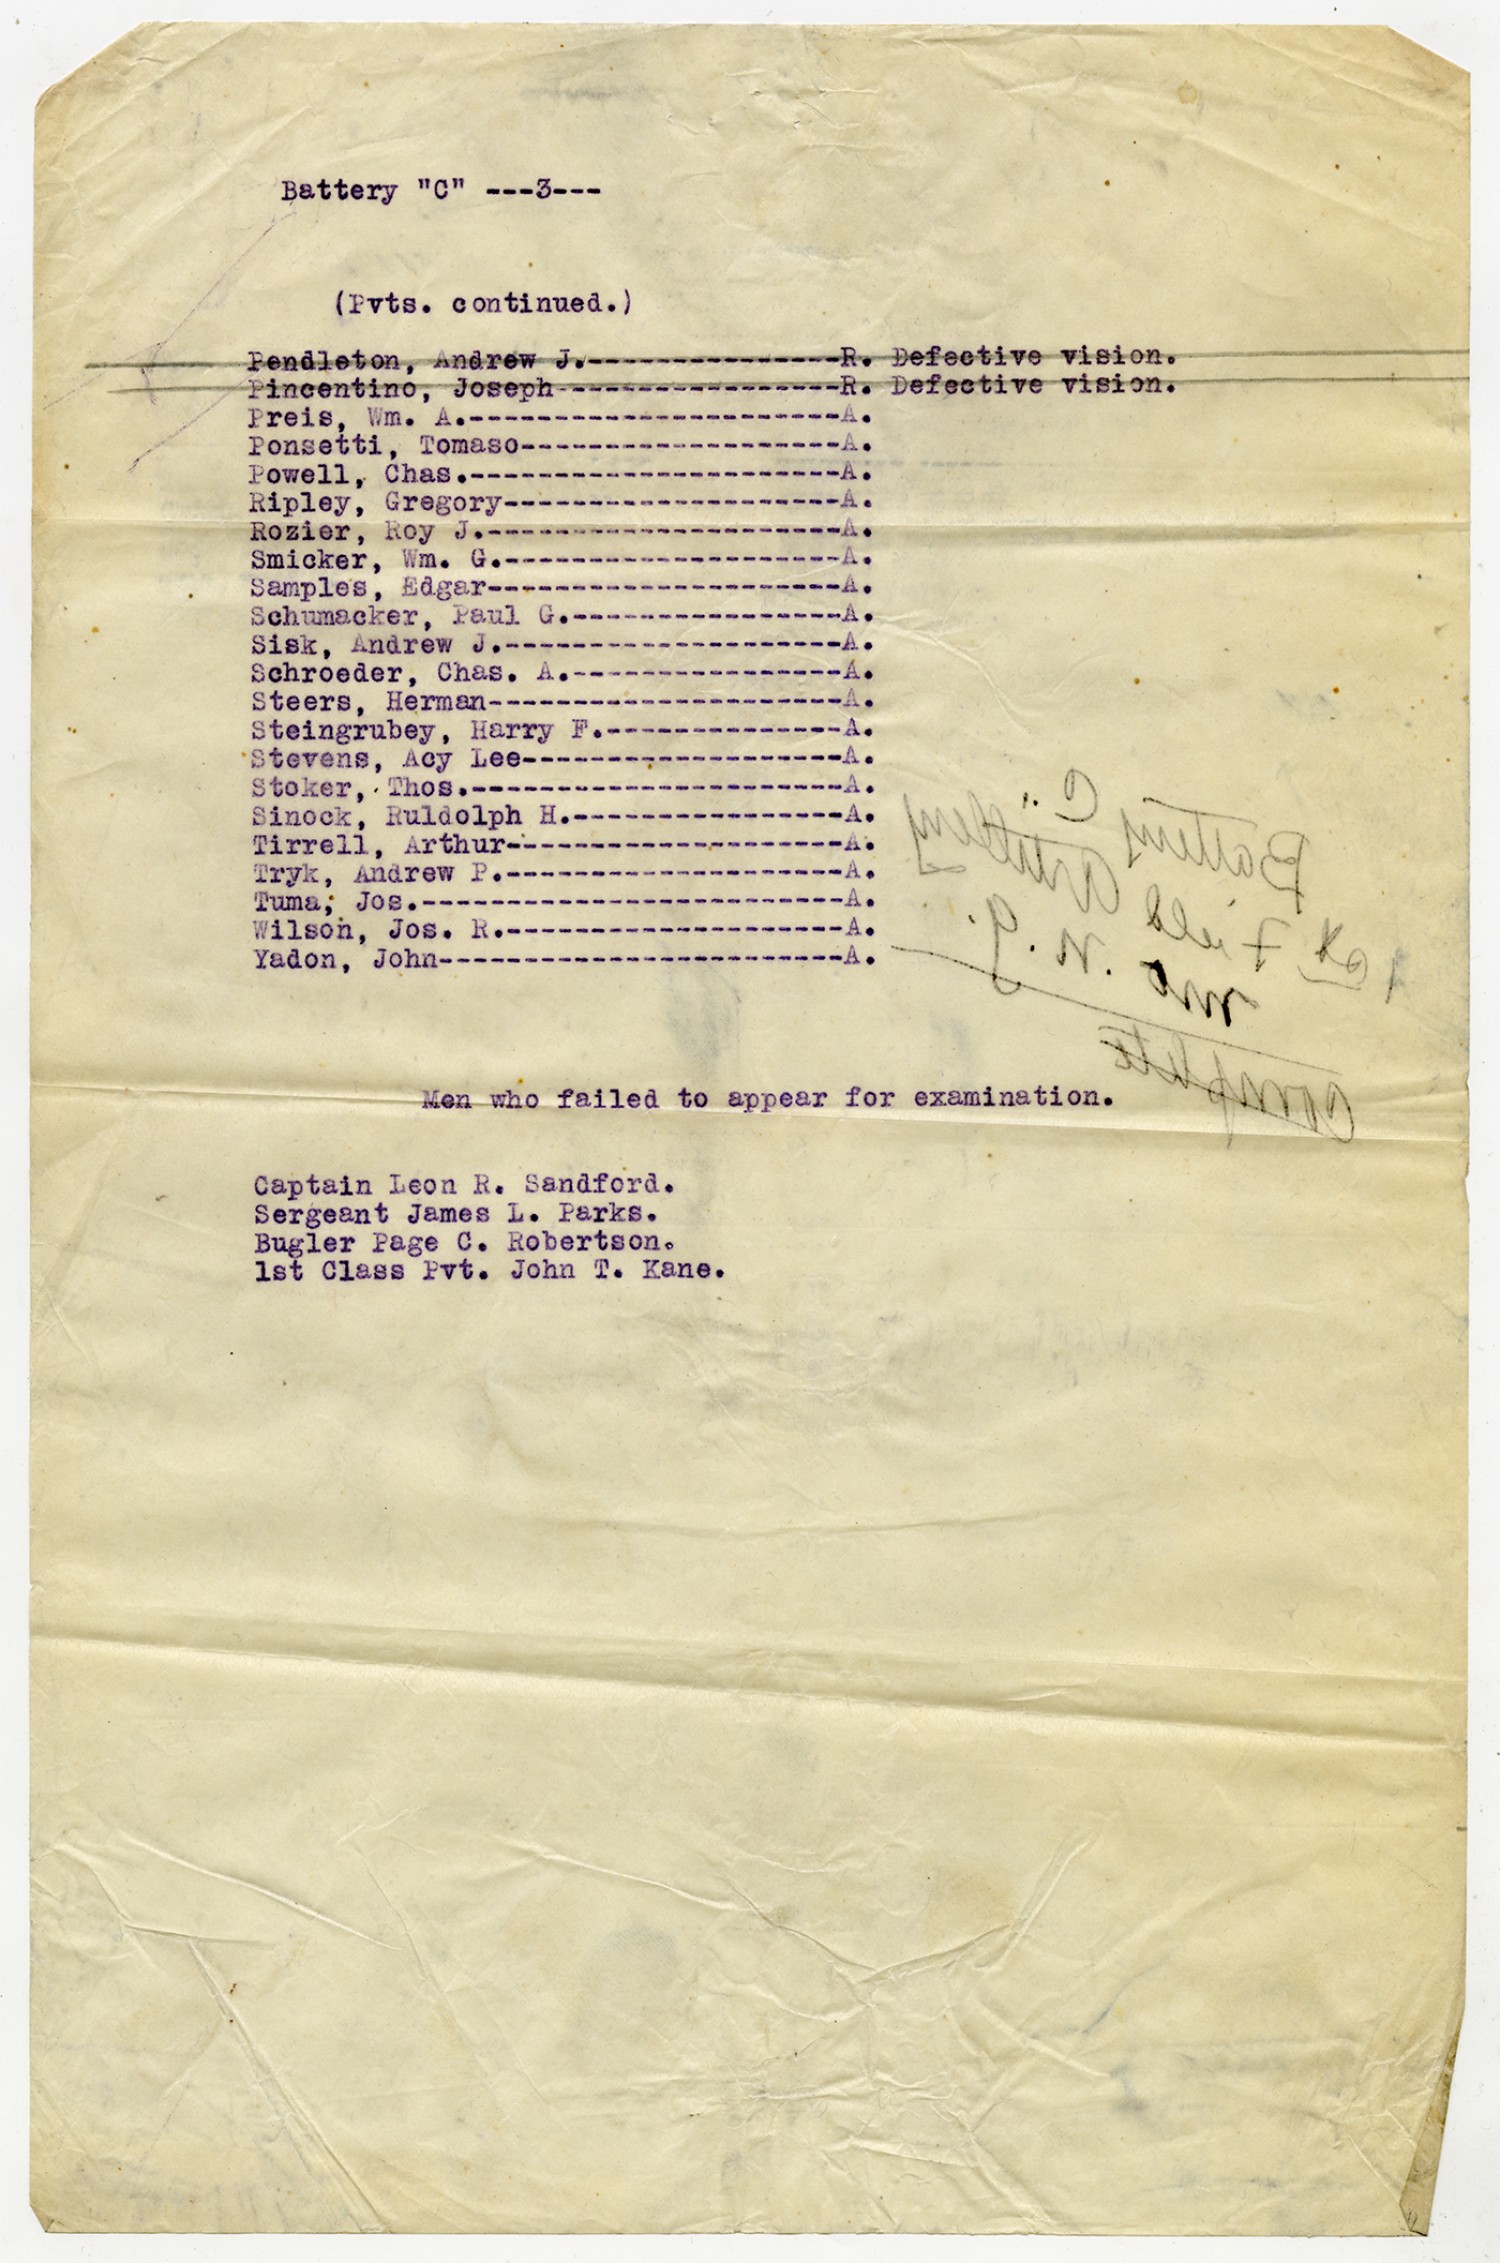 Battery "C" ---3---
(Pvts. continued.)
Pendleton, Andrew J.---------------R. Defective vision.
Pincentino, Joseph-----------------R. Defective vision.
Preis, Wm. A.----------------------A.
Ponsetti, Tomaso-------------------A.
Powell, Chas.----------------------A.
Ripley, Gregory--------------------A.
Rozier, Roy J.---------------------A.
Smicker, Wm. G.--------------------A.
Samples, Edgar---------------------A.
Schumacker, Paul G.----------------A.
Sisk, Andrew J.--------------------A.
Schroeder, Chas. A.----------------A.
Steers, Herman---------------------A.
Steingrubey, Harry F.--------------A.
Stevens, Acy Lee-------------------A.
Stoker, Thos.----------------------A.
Sinock, Ruldolph H.----------------A.
Tirrell, Arthur--------------------A.
Tryk, Andrew P.--------------------A.
Tuma, Jos.-------------------------A.
Wilson, Jos. R.--------------------A.
Yadon, John------------------------A.
Battery C
1st Field Artillery
Mo N. G.
Complete
Men who failed to appear for examination.
Captain Leon R. Sandford.
Sergeant James L. Parks.
Bugler Page C. Robertson.
1st Class Pvt. John T. Kane.